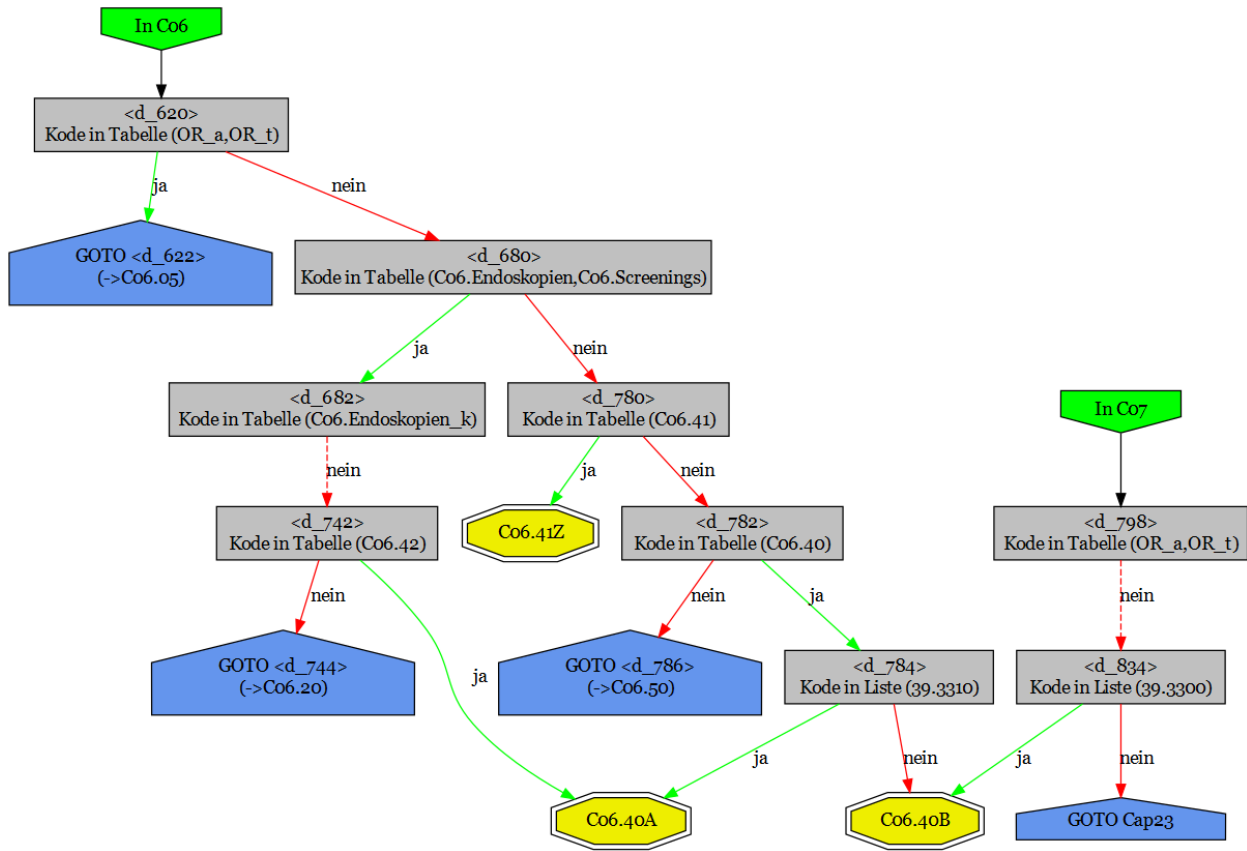 In C06
<d_620>
Kode in Tabelle (OR_a,OR_t)
ja
nein
GOTO <d_622>
(->C06.05)
<d_680>
Kode in Tabelle (C06.Endoskopien,C06.Screenings)
ja
nein
<d_682>
Kode in Tabelle (C06.Endoskopien_k)
<d_780>
Kode in Tabelle (C06.41)
In C07
nein
ja
nein
<d_742>
Kode in Tabelle (C06.42)
C06.41Z
<d_782>
Kode in Tabelle (C06.40)
<d_798>
Kode in Tabelle (OR_a,OR_t)
nein
ja
nein
ja
nein
GOTO <d_744>
(->C06.20)
GOTO <d_786>
(->C06.50)
<d_784>
Kode in Liste (39.3310)
<d_834>
Kode in Liste (39.3300)
ja
nein
ja
nein
C06.40A
C06.40B
GOTO Cap23